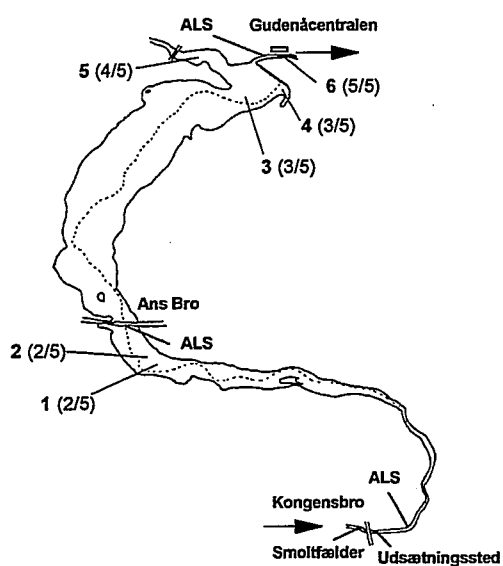 ALS Gudenåcentralen
5 (4/5)
6 (5/5)
4 (3/5)
3 (3/5)
Ans Bro
ALS
2 (2/5)
1 (2/5)
ALS
Kongensbro
Smoltfælder
Udsætningssted